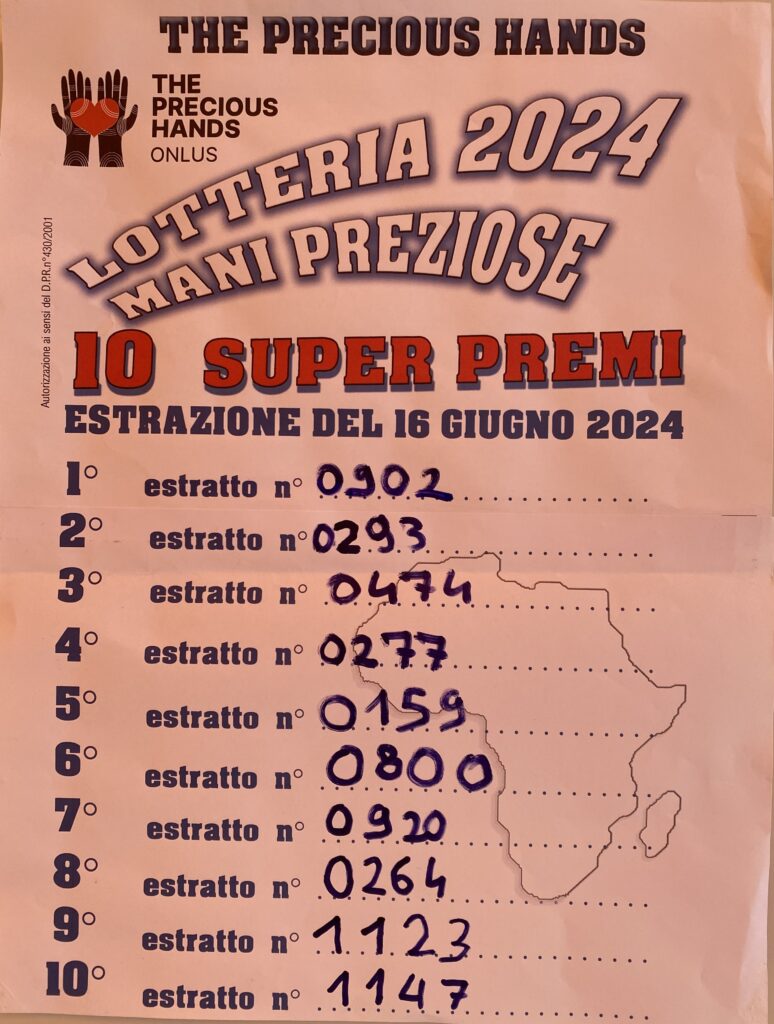 THE PRECIOUS HANDS
THE
PRECIOUS
HANDS
ONLUS
LOTTERIA 2024
MANI PREZIOSE
Autorizzazione ai sensi del D.P.R.n°430/2001
10 SUPER PREMI
ESTRAZIONE DEL 16 GIUGNO 2024
1° estratto n° 0902
2° estratto n° 0293
3° estratto n° 0474
4° estratto n° 0277
5° estratto n° 0159
6° estratto n° 0800
7° estratto n° 0920
8° estratto n° 0264
9° estratto n° 1123
10° estratto n° 1147